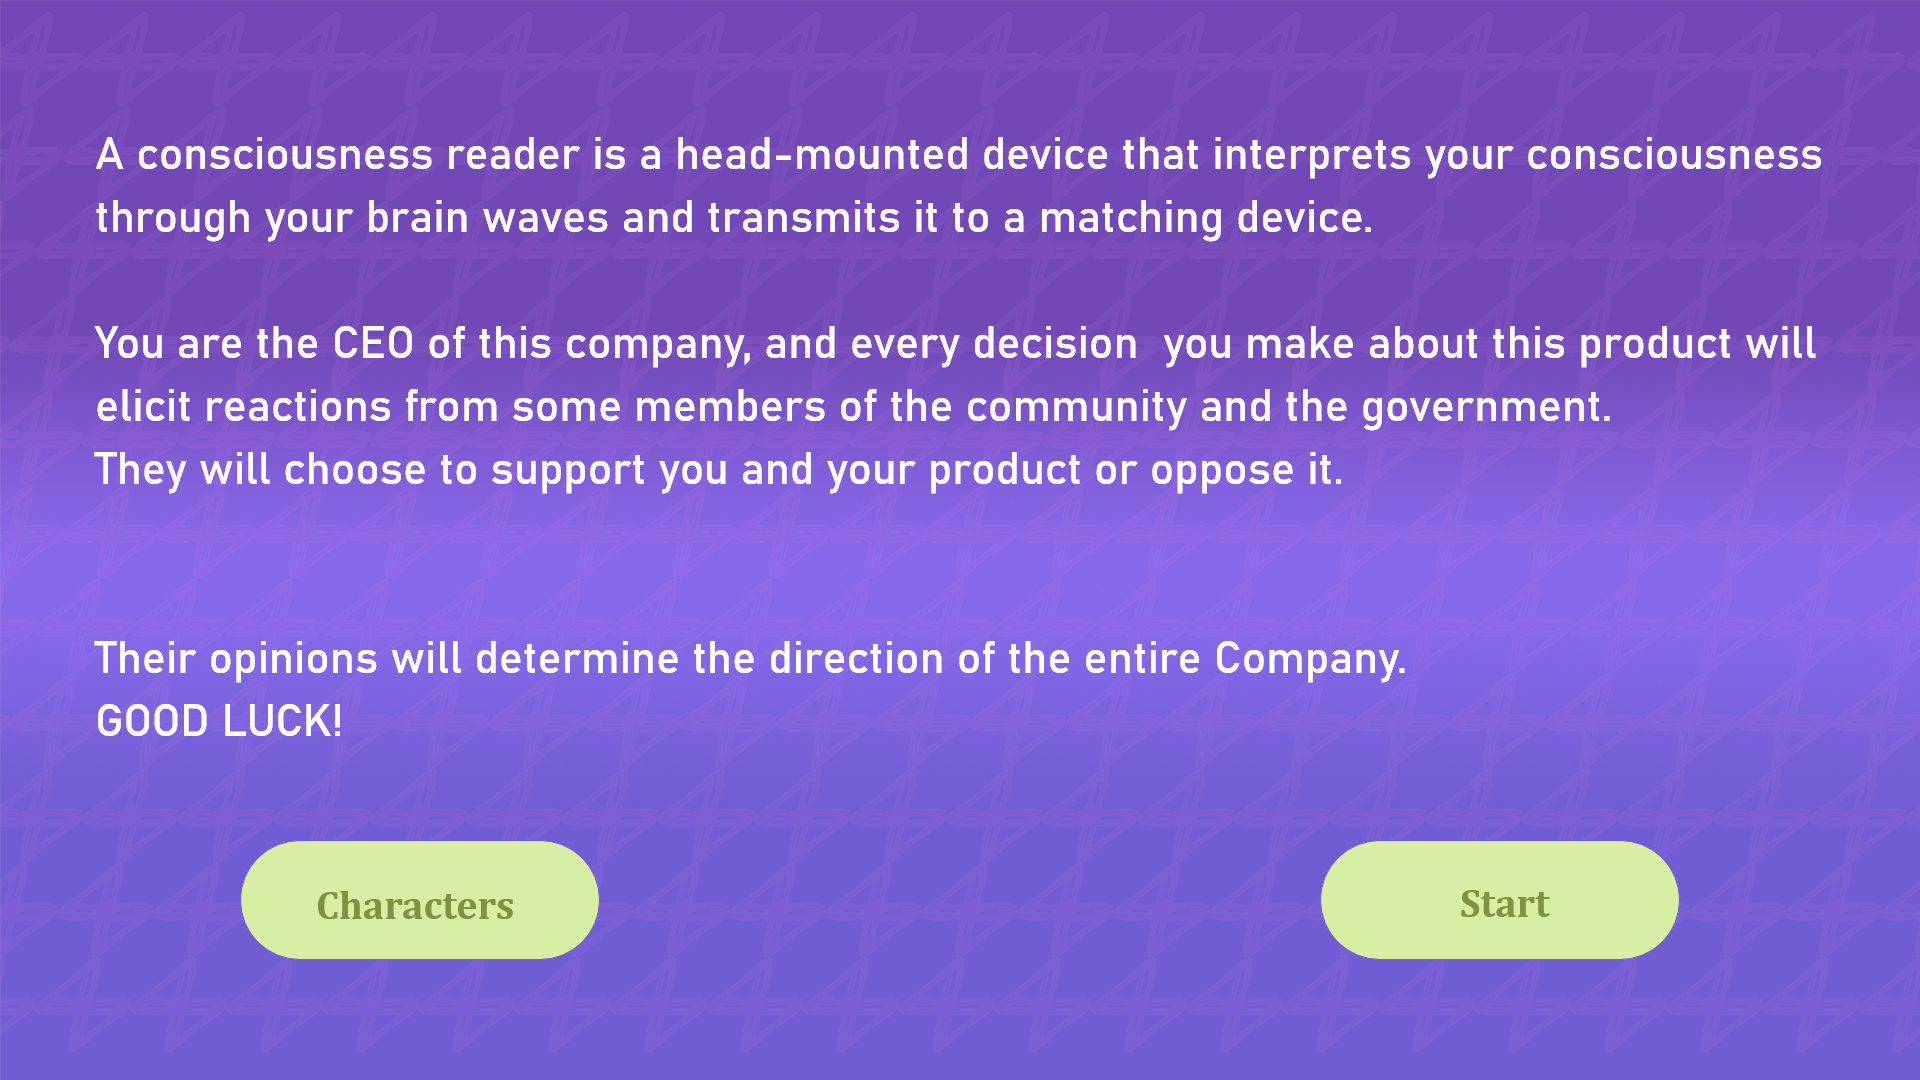 A consciousness reader is a head-mounted device that interprets your consciousness
through your brain waves and transmits it to a matching device.
You are the CEO of this company, and every decision  you make about this product will
elicit reactions from some members of the community and the government.
They will choose to support you and your product or oppose it.
Their opinions will determine the direction of the entire Company.
GOOD LUCK!
Characters
Start